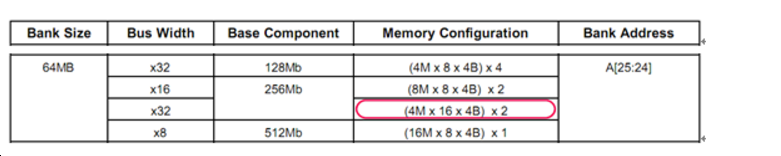 Bank Size Bus Width Base Component Memory Configuration Bank Address
64MB x32 128Mb (4M x 8 x 4B) x 4 A[25:24]
x16 256Mb (8M x 8 x 4B) x 2
x32 (4M x 16 x 4B) x 2
x8 512Mb (16M x 8 x 4B) x 1